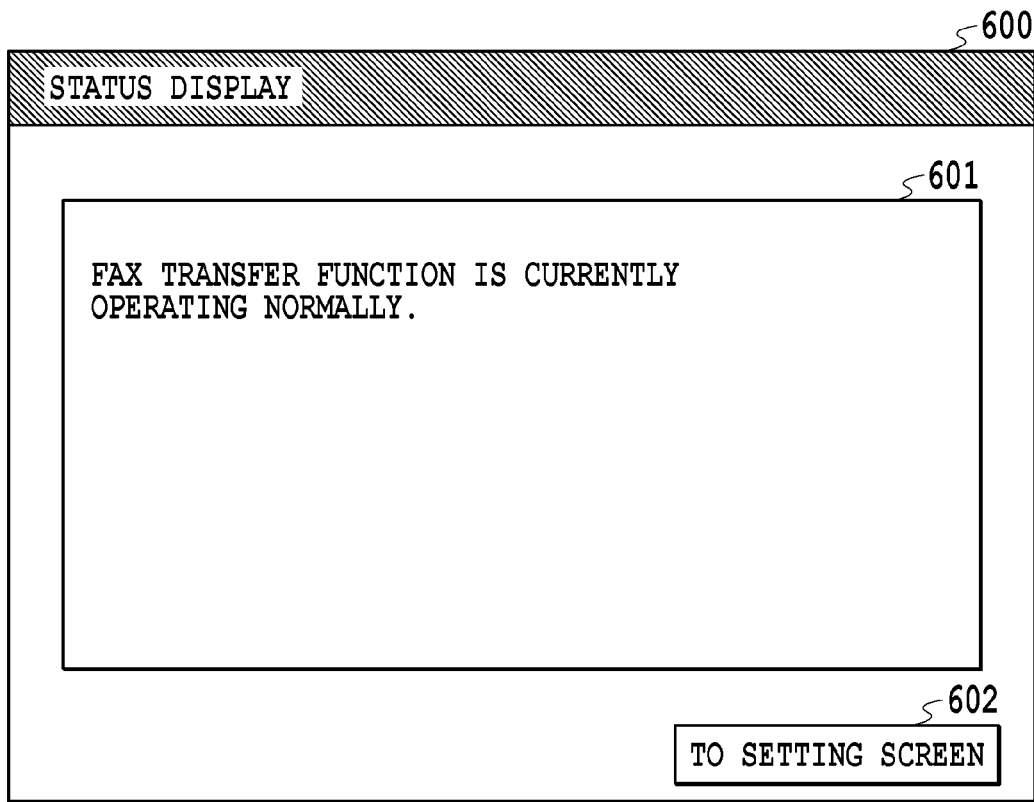 600
STATUS DISPLAY
601
FAX TRANSFER FUNCTION IS CURRENTLY
OPERATING NORMALLY.
602
TO SETTING SCREEN